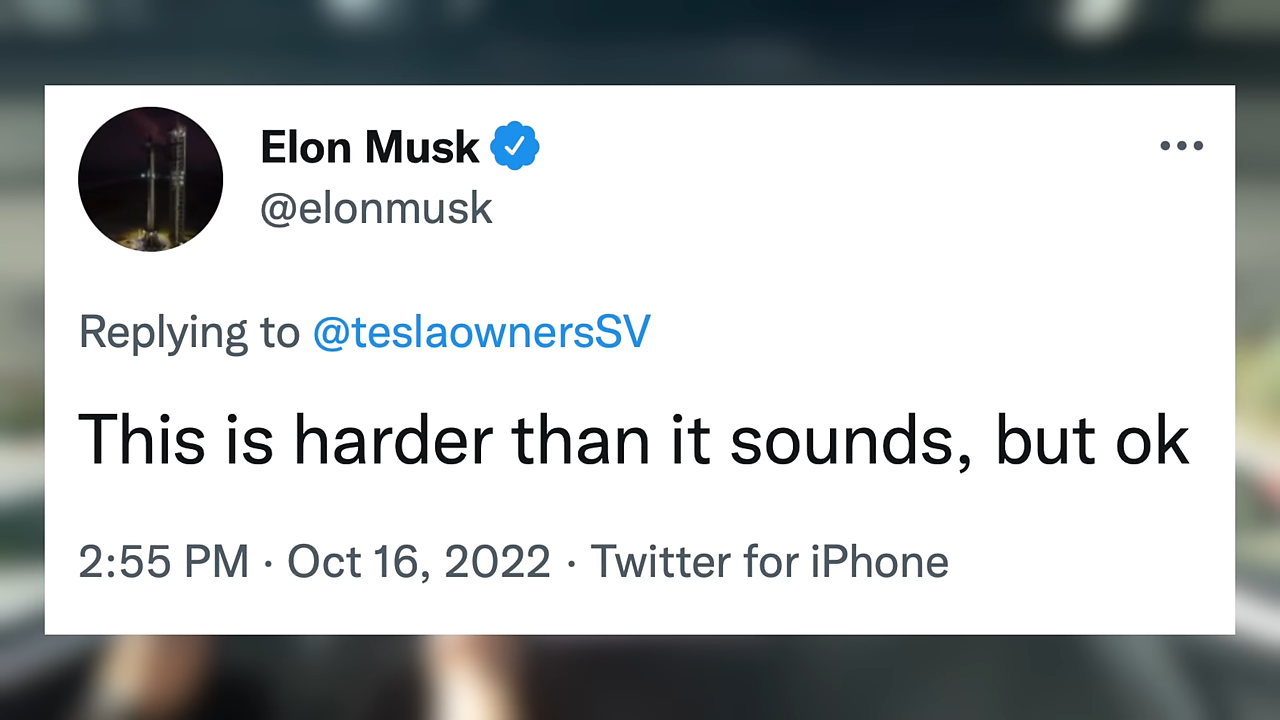 Elon Musk
@elonmusk
Replying to @teslaownersSV
This is harder than it sounds, but ok
2:55 PM · Oct 16, 2022 · Twitter for iPhone